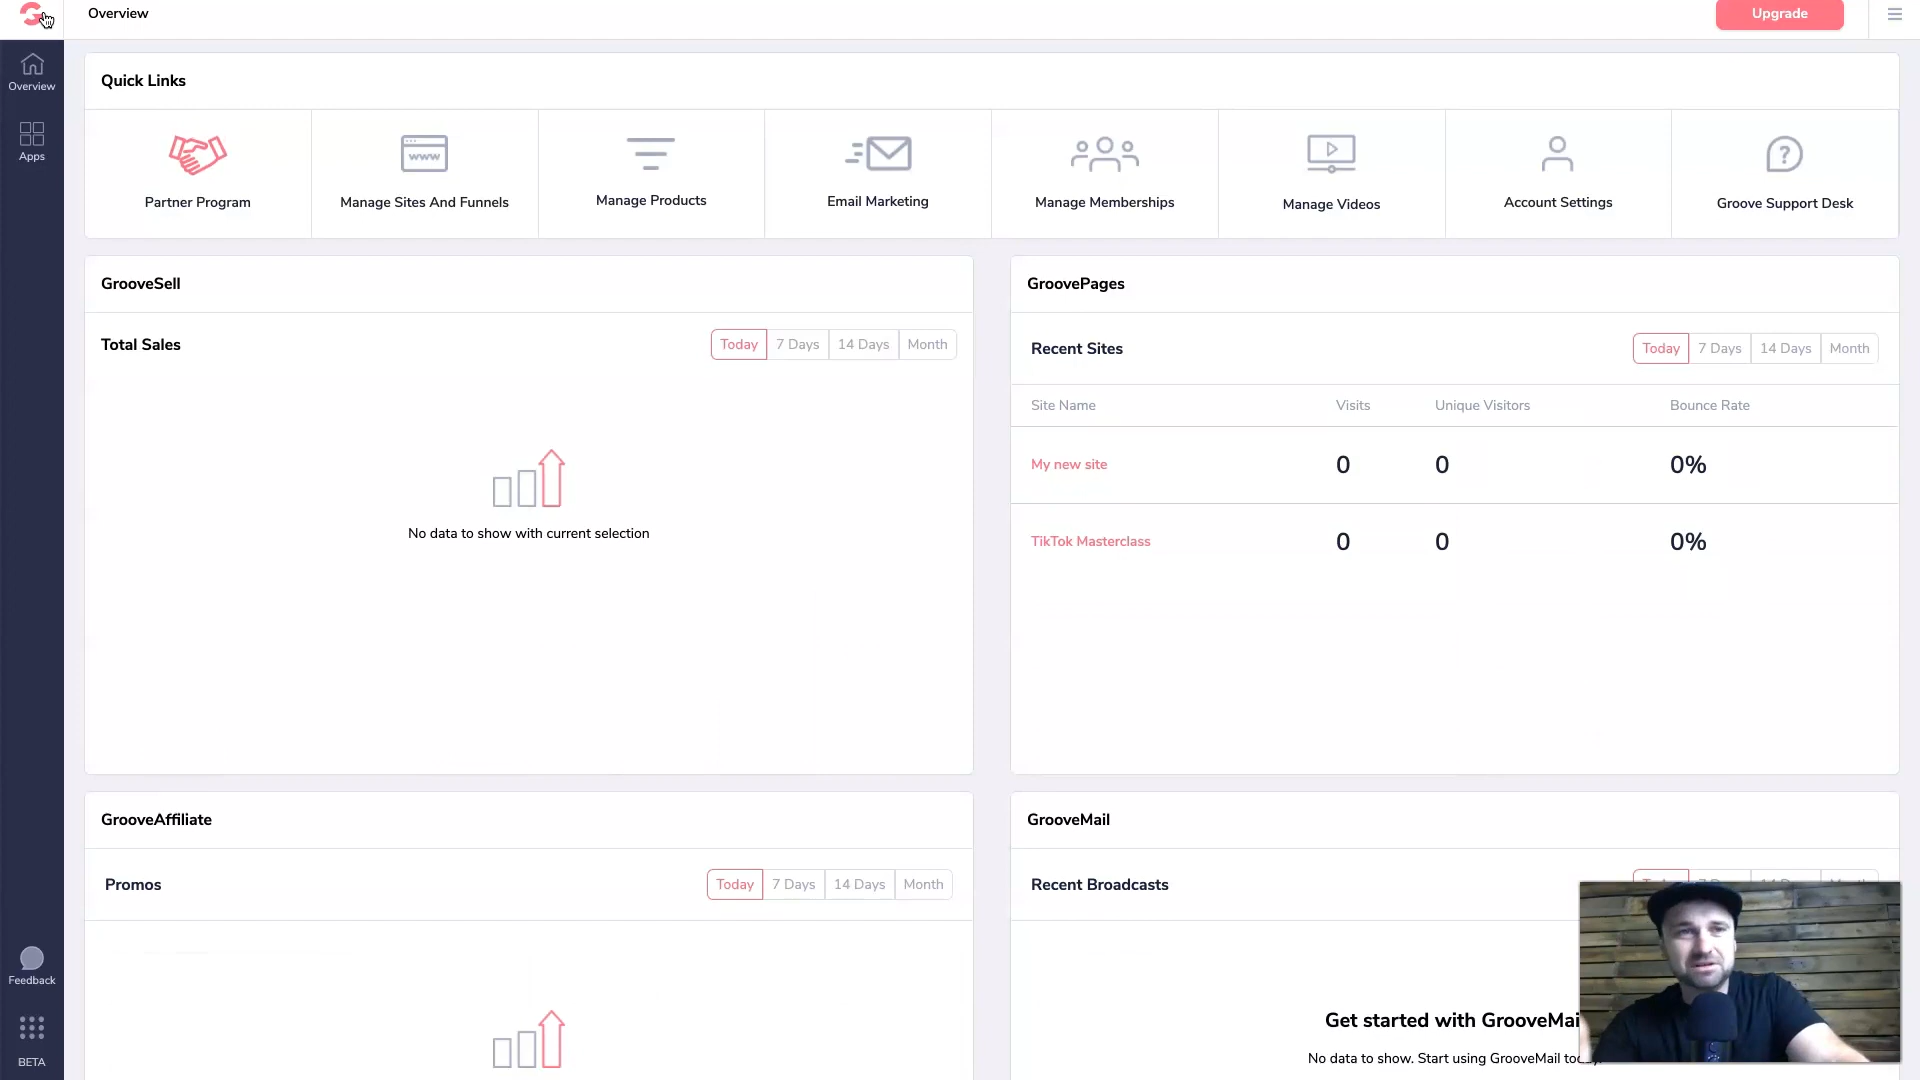 Overview
Upgrade
Overview
Apps
Feedback
BETA
Quick Links
Partner Program
www
Manage Sites And Funnels
Manage Products
Email Marketing
Manage Memberships
Manage Videos
Account Settings
?
Groove Support Desk
GrooveSell
Total Sales
Today 7 Days 14 Days Month
No data to show with current selection
GroovePages
Recent Sites
Today 7 Days 14 Days Month
Site Name Visits Unique Visitors Bounce Rate
My new site 0 0 0%
TikTok Masterclass 0 0 0%
GrooveAffiliate
Promos
Today 7 Days 14 Days Month
GrooveMail
Recent Broadcasts
Get started with GrooveMai
No data to show. Start using GrooveMail